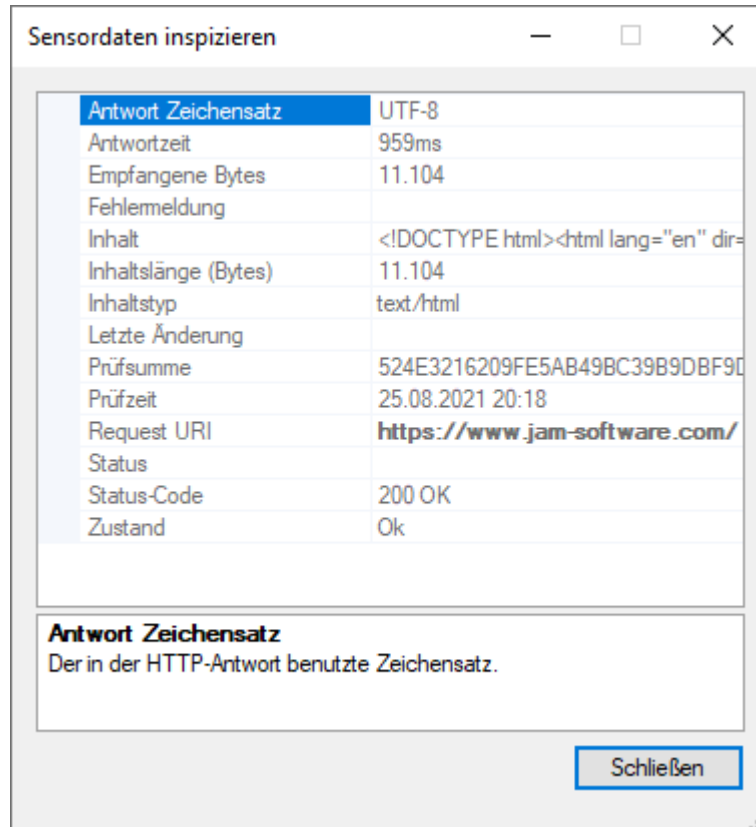 Sensordaten inspizieren
Antwort Zeichensatz UTF-8
Antwortzeit 959ms
Empfangene Bytes 11.104
Fehlermeldung
Inhalt <!DOCTYPE html><html lang="en" dir=
Inhaltslänge (Bytes) 11.104
Inhaltstyp text/html
Letzte Änderung
Prüfsumme 524E3216209FE5AB49BC39B9DBF9D
Prüfzeit 25.08.2021 20:18
Request URI https://www.jam-software.com/
Status
Status-Code 200 OK
Zustand Ok
Antwort Zeichensatz
Der in der HTTP-Antwort benutzte Zeichensatz.
Schließen